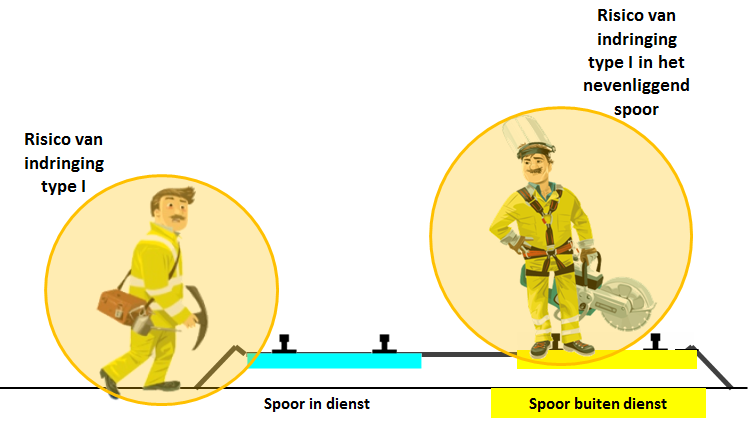 Risico van
indringing
type I in het
nevenliggend
spoor
Risico van
indringing
type I
Spoor in dienst
Spoor buiten dienst